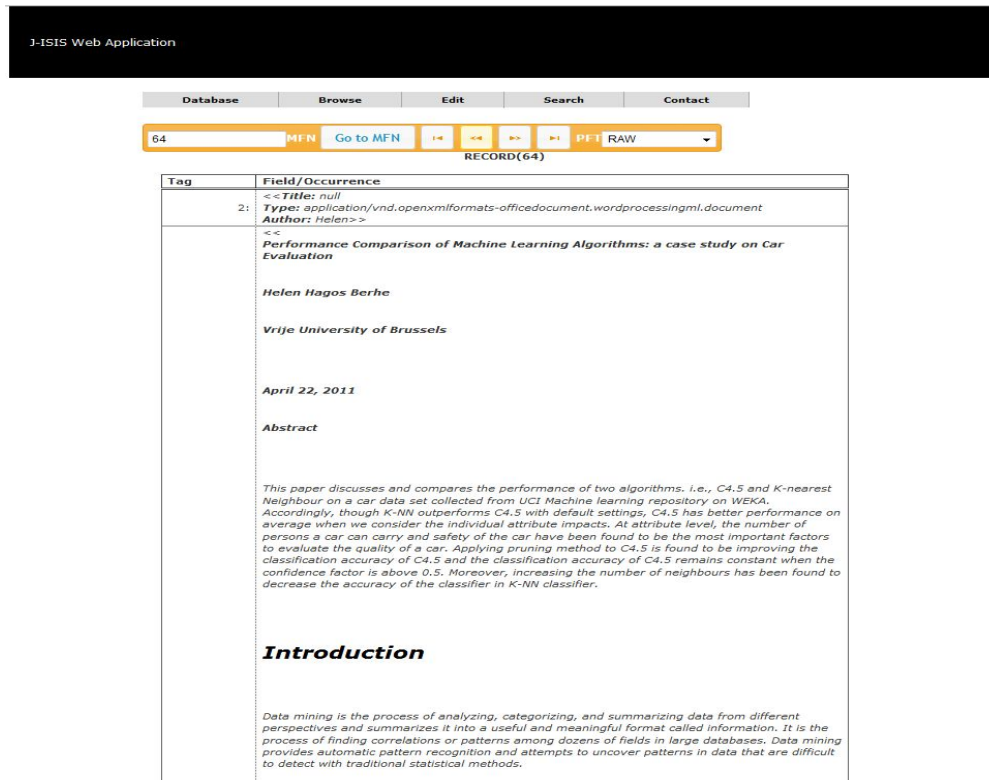 J-ISIS Web Application
Database Browse Edit Search Contact
64 MFN Go to MFN PFT RAW
RECORD(64)
Tag Field/Occurrence
<<Title: null
2: Type: application/vnd.openxmlformats-officedocument.wordprocessingml.document
Author: Helen>>
<<
Performance Comparison of Machine Learning Algorithms: a case study on Car
Evaluation
Helen Hagos Berhe
Vrije University of Brussels
April 22, 2011
Abstract
This paper discusses and compares the performance of two algorithms. i.e., C4.5 and K-nearest
Neighbour on a car data set collected from UCI Machine learning repository on WEKA.
Accordingly, though K-NN outperforms C4.5 with default settings, C4.5 has better performance on
average when we consider the individual attribute impacts. At attribute level, the number of
persons a car can carry and safety of the car have been found to be the most important factors
to evaluate the quality of a car. Applying pruning method to C4.5 is found to be improving the
classification accuracy of C4.5 and the classification accuracy of C4.5 remains constant when the
confidence factor is above 0.5. Moreover, increasing the number of neighbours has been found to
decrease the accuracy of the classifier in K-NN classifier.
Introduction
Data mining is the process of analyzing, categorizing, and summarizing data from different
perspectives and summarizes it into a useful and meaningful format called information. It is the
process of finding correlations or patterns among dozens of fields in large databases. Data mining
provides automatic pattern recognition and attempts to uncover patterns in data that are difficult
to detect with traditional statistical methods.